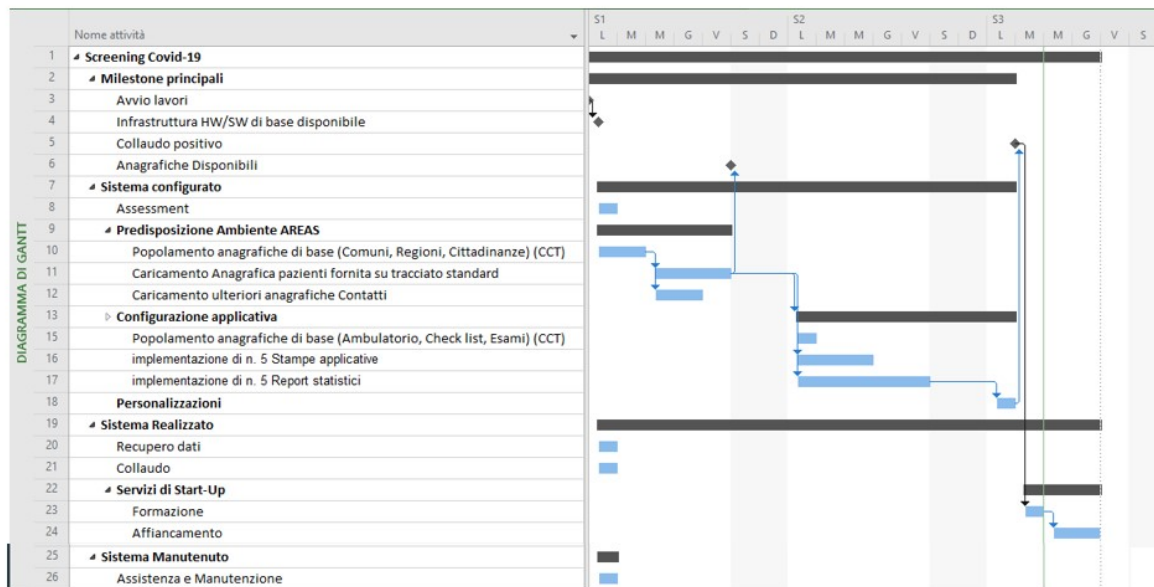 DIAGRAMMA DI GANTT
Nome attività
S1 S2 S3
L M M G V S D L M M G V S D L M M G V S
1 Screening Covid-19
2 Milestone principali
3 Avvio lavori
4 Infrastruttura HW/SW di base disponibile
5 Collaudo positivo
6 Anagrafiche Disponibili
7 Sistema configurato
8 Assessment
9 Predisposizione Ambiente AREAS
10 Popolamento anagrafiche di base (Comuni, Regioni, Cittadinanze) (CCT)
11 Caricamento Anagrafica pazienti fornita su tracciato standard
12 Caricamento ulteriori anagrafiche Contatti
13 Configurazione applicativa
15 Popolamento anagrafiche di base (Ambulatorio, Check list, Esami) (CCT)
16 implementazione di n. 5 Stampe applicative
17 implementazione di n. 5 Report statistici
18 Personalizzazioni
19 Sistema Realizzato
20 Recupero dati
21 Collaudo
22 Servizi di Start-Up
23 Formazione
24 Affiancamento
25 Sistema Manutenuto
26 Assistenza e Manutenzione